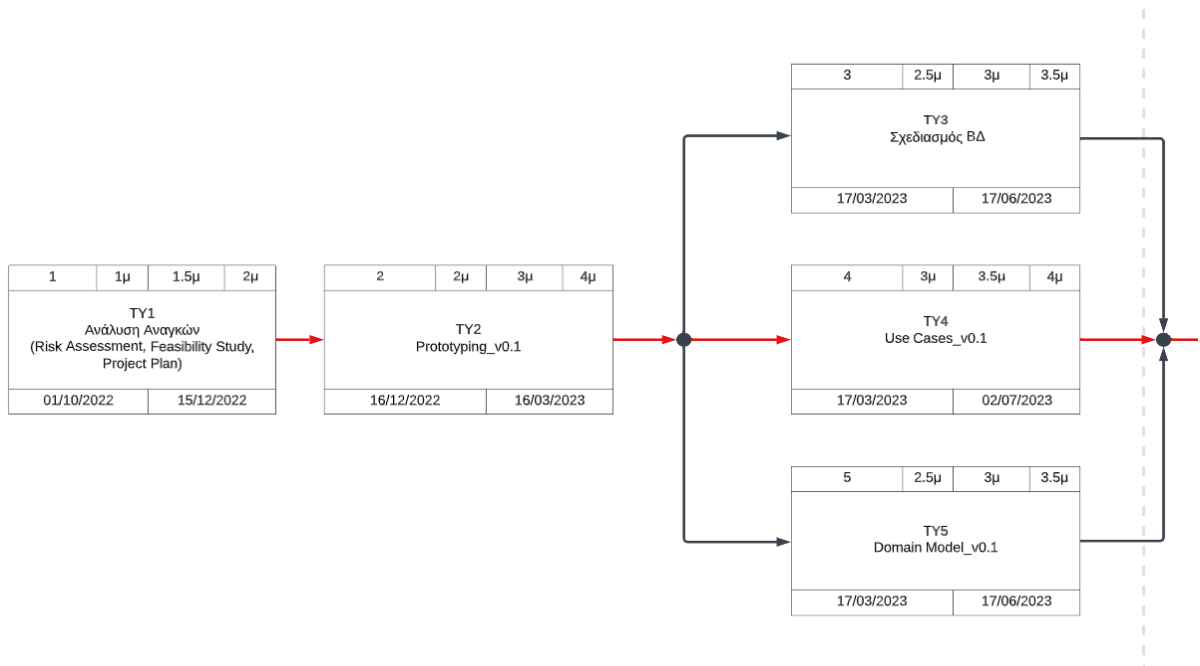 1 1μ 1.5μ 2μ
ΤΥ1
Ανάλυση Αναγκών
(Risk Assessment, Feasibility Study,
Project Plan)
01/10/2022 15/12/2022
2 2μ 3μ 4μ
ΤΥ2
Prototyping_v0.1
16/12/2022 16/03/2023
3 2.5μ 3μ 3.5μ
ΤΥ3
Σχεδιασμός ΒΔ
17/03/2023 17/06/2023
4 3μ 3.5μ 4μ
ΤΥ4
Use Cases_v0.1
17/03/2023 02/07/2023
5 2.5μ 3μ 3.5μ
ΤΥ5
Domain Model_v0.1
17/03/2023 17/06/2023